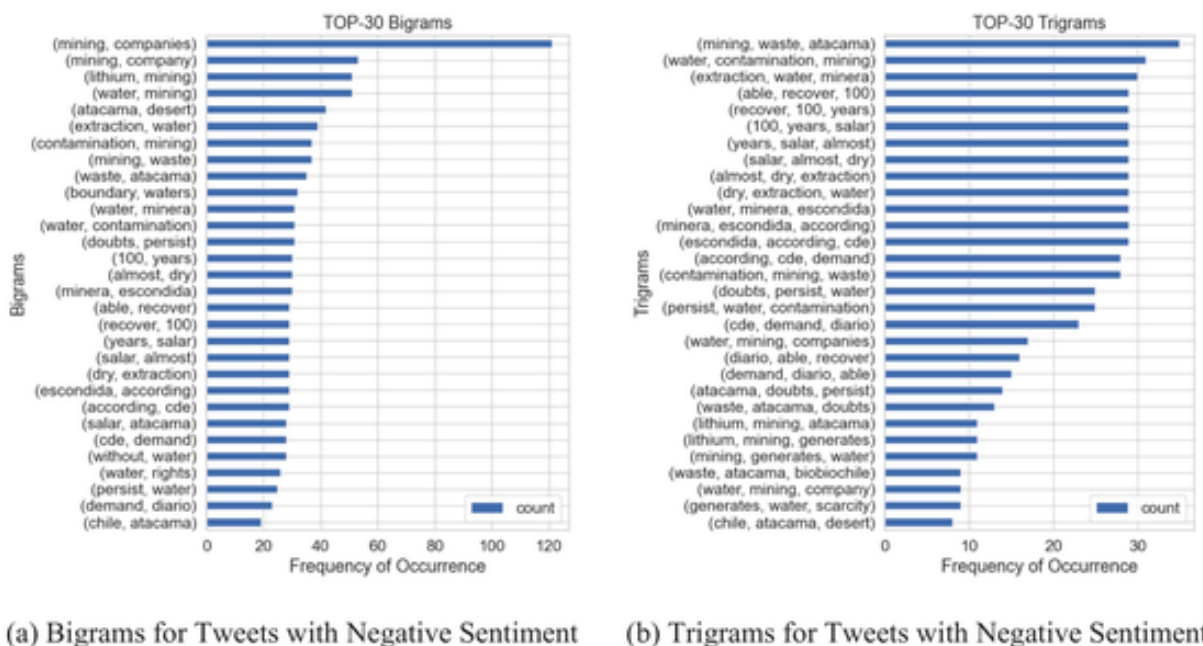 TOP-30 Bigrams
(mining, companies)
(mining, company)
(lithium, mining)
(water, mining)
(atacama, desert)
(extraction, water)
(contamination, mining)
(mining, waste)
(waste, atacama)
(boundary, waters)
(water, minera)
(water, contamination)
(doubts, persist)
(100, years)
(almost, dry)
(minera, escondida)
(able, recover)
(recover, 100)
(years, salar)
(salar, almost)
(dry, extraction)
(escondida, according)
(according, cde)
(salar, atacama)
(cde, demand)
(without, water)
(water, rights)
(persist, water)
(demand, diario)
(chile, atacama)
Bigrams
count
0 20 40 60 80 100 120
Frequency of Occurrence
(a) Bigrams for Tweets with Negative Sentiment
TOP-30 Trigrams
(mining, waste, atacama)
(water, contamination, mining)
(extraction, water, minera)
(able, recover, 100)
(recover, 100, years)
(100, years, salar)
(years, salar, almost)
(salar, almost, dry)
(almost, dry, extraction)
(dry, extraction, water)
(water, minera, escondida)
(minera, escondida, according)
(escondida, according, cde)
(according, cde, demand)
(contamination, mining, waste)
(doubts, persist, water)
(persist, water, contamination)
(cde, demand, diario)
(water, mining, companies)
(diario, able, recover)
(demand, diario, able)
(atacama, doubts, persist)
(waste, atacama, doubts)
(lithium, mining, atacama)
(lithium, mining, generates)
(mining, generates, water)
(waste, atacama, biobiochile)
(water, mining, company)
(generates, water, scarcity)
(chile, atacama, desert)
Trigrams
count
0 10 20 30
Frequency of Occurrence
(b) Trigrams for Tweets with Negative Sentiment